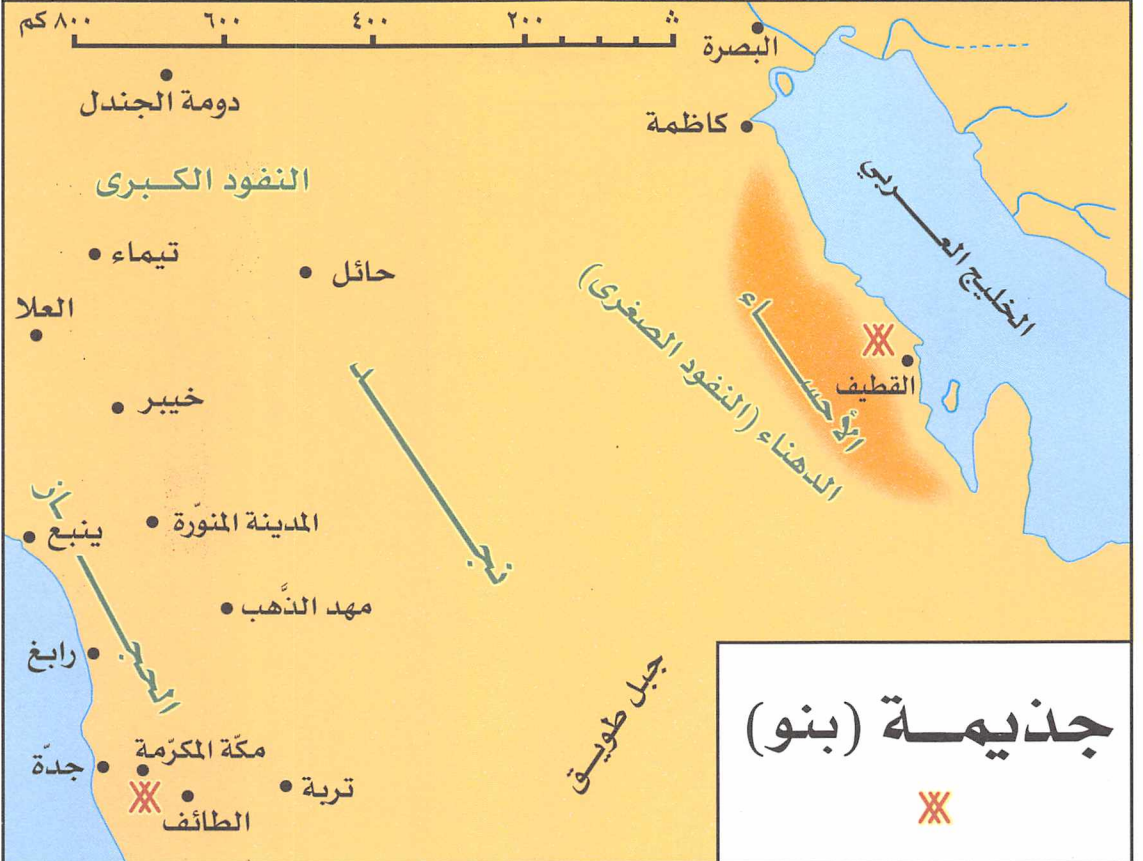 ٨٠٠ كم ٦٠٠ ٤٠٠ ٢٠٠
البصرة
دومة الجندل
كاظمة
النفود الكبرى
الخليج العربي
تيماء
حائل
العلا
الأحساء
القطيف
الدهناء (النفود الصغرى)
خيبر
نجد
المدينة المنوّرة
ينبع
الحجاز
مهد الذَّهب
رابغ
جبل طويق
جذيمة (بنو)
مكّة المكرّمة
جدّة
تربة
الطائف